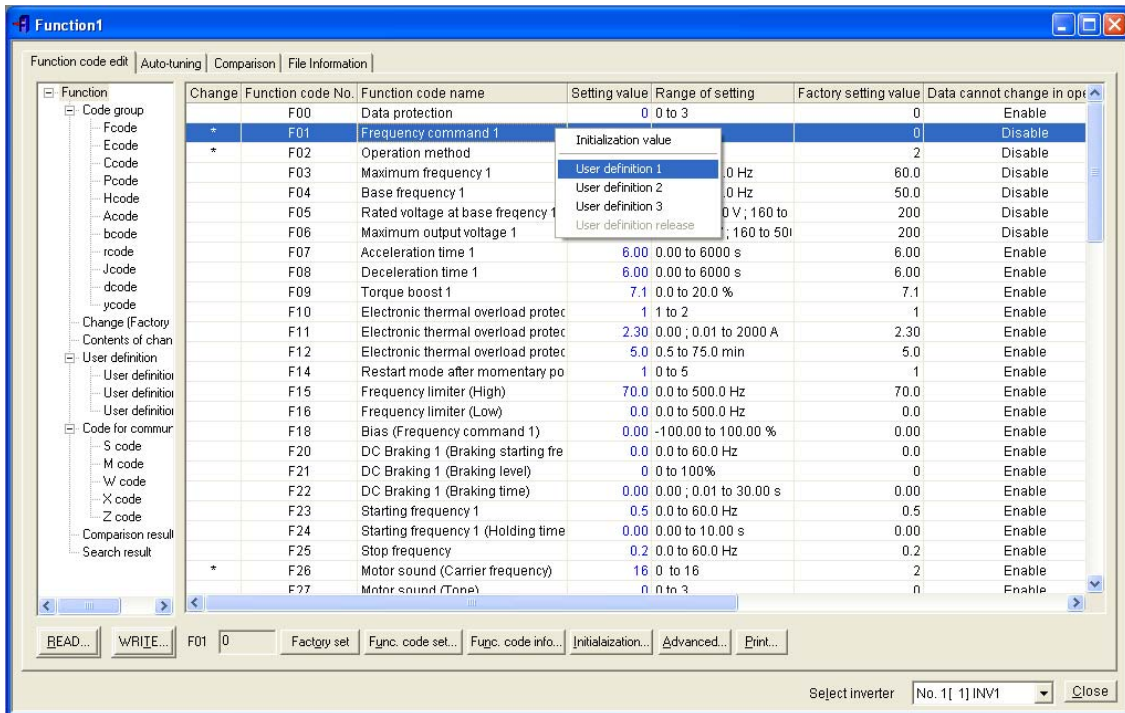 Function1
Function code edit Auto-tuning Comparison File Information
Function
Code group
Fcode
Ecode
Ccode
Pcode
Hcode
Acode
bcode
rcode
Jcode
dcode
ycode
Change (Factory
Contents of chan
User definition
User definition
User definition
User definition
Code for commun
S code
M code
W code
X code
Z code
Comparison result
Search result
Change Function code No. Function code name Setting value Range of setting Factory setting value Data cannot change in ope
F00 Data protection 0 0 to 3 0 Enable
* F01 Frequency command 1 0 Disable
* F02 Operation method 2 Disable
F03 Maximum frequency 1 .0 Hz 60.0 Disable
F04 Base frequency 1 .0 Hz 50.0 Disable
F05 Rated voltage at base freqency 1 0 V ; 160 to 200 Disable
F06 Maximum output voltage 1 ; 160 to 50 200 Disable
F07 Acceleration time 1 6.00 0.00 to 6000 s 6.00 Enable
F08 Deceleration time 1 6.00 0.00 to 6000 s 6.00 Enable
F09 Torque boost 1 7.1 0.0 to 20.0 % 7.1 Enable
F10 Electronic thermal overload protec 1 1 to 2 1 Enable
F11 Electronic thermal overload protec 2.30 0.00 ; 0.01 to 2000 A 2.30 Enable
F12 Electronic thermal overload protec 5.0 0.5 to 75.0 min 5.0 Enable
F14 Restart mode after momentary po 1 0 to 5 1 Enable
F15 Frequency limiter (High) 70.0 0.0 to 500.0 Hz 70.0 Enable
F16 Frequency limiter (Low) 0.0 0.0 to 500.0 Hz 0.0 Enable
F18 Bias (Frequency command 1) 0.00 -100.00 to 100.00 % 0.00 Enable
F20 DC Braking 1 (Braking starting fre 0.0 0.0 to 60.0 Hz 0.0 Enable
F21 DC Braking 1 (Braking level) 0 0 to 100% 0 Enable
F22 DC Braking 1 (Braking time) 0.00 0.00 ; 0.01 to 30.00 s 0.00 Enable
F23 Starting frequency 1 0.5 0.0 to 60.0 Hz 0.5 Enable
F24 Starting frequency 1 (Holding time 0.00 0.00 to 10.00 s 0.00 Enable
F25 Stop frequency 0.2 0.0 to 60.0 Hz 0.2 Enable
* F26 Motor sound (Carrier frequency) 16 0 to 16 2 Enable
F27 Motor sound (Tone) 0 0 to 3 0 Enable
Initialization value
User definition 1
User definition 2
User definition 3
User definition release
READ... WRITE... F01 0 Factory set Func. code set... Func. code info... Initialaization... Advanced... Print...
Select inverter No. 1[ 1] INV1 Close